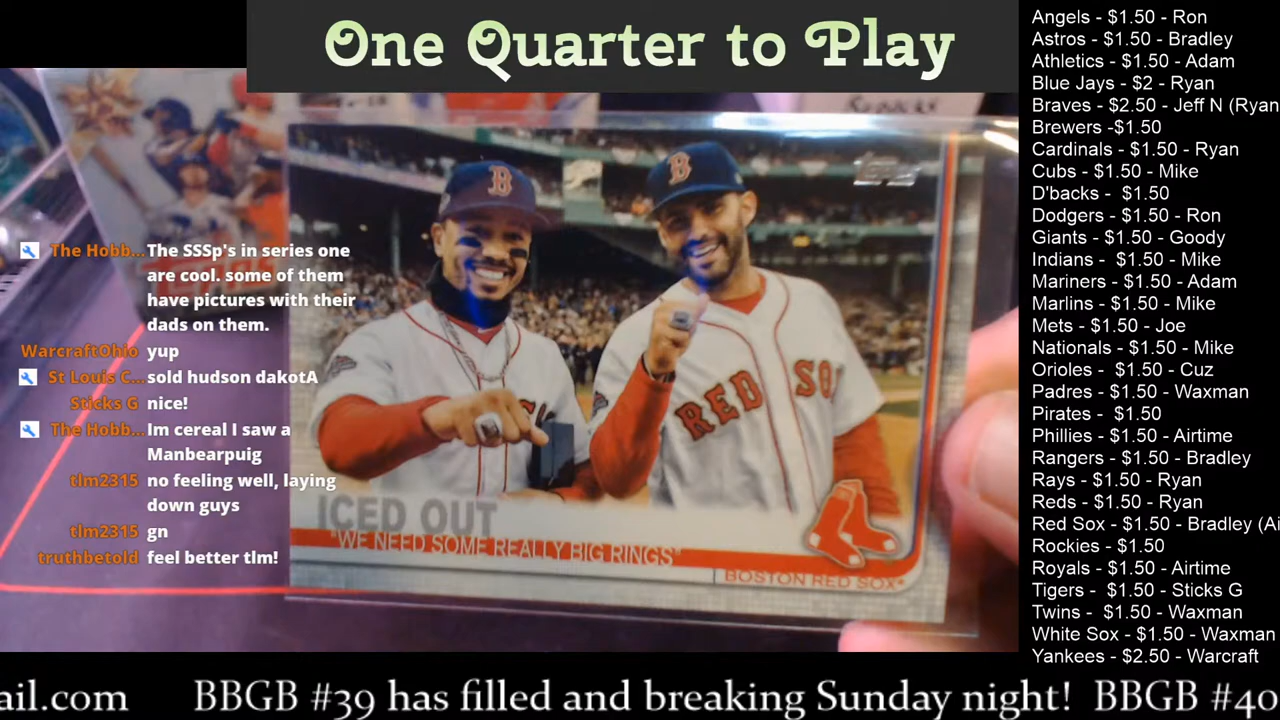 One Quarter to Play
The Hobb... The SSSp's in series one
are cool. some of them
have pictures with their
dads on them.
WarcraftOhio yup
St Louis C... sold hudson dakotA
Sticks G nice!
The Hobb... Im cereal I saw a
Manbearpuig
tlm2315 no feeling well, laying
down guys
tlm2315 gn
truthbetold feel better tlm!
B
B
Topps
RED SO
ICED OUT
"WE NEED SOME REALLY BIG RINGS"
BOSTON RED SOX
Angels - $1.50 - Ron
Astros - $1.50 - Bradley
Athletics - $1.50 - Adam
Blue Jays - $2 - Ryan
Braves - $2.50 - Jeff N (Ryan
Brewers -$1.50
Cardinals - $1.50 - Ryan
Cubs - $1.50 - Mike
D'backs - $1.50
Dodgers - $1.50 - Ron
Giants - $1.50 - Goody
Indians - $1.50 - Mike
Mariners - $1.50 - Adam
Marlins - $1.50 - Mike
Mets - $1.50 - Joe
Nationals - $1.50 - Mike
Orioles - $1.50 - Cuz
Padres - $1.50 - Waxman
Pirates - $1.50
Phillies - $1.50 - Airtime
Rangers - $1.50 - Bradley
Rays - $1.50 - Ryan
Reds - $1.50 - Ryan
Red Sox - $1.50 - Bradley (Ai
Rockies - $1.50
Royals - $1.50 - Airtime
Tigers - $1.50 - Sticks G
Twins - $1.50 - Waxman
White Sox - $1.50 - Waxman
Yankees - $2.50 - Warcraft
ail.com BBGB #39 has filled and breaking Sunday night! BBGB #40